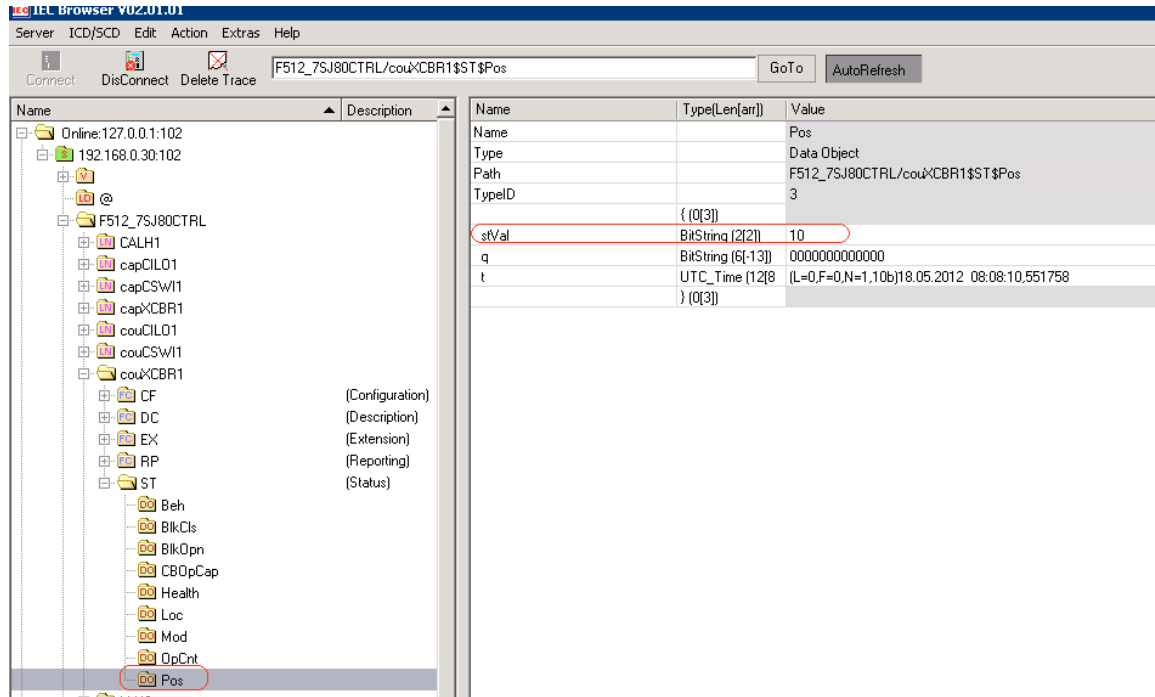 IEC Browser V02.01.01
Server ICD/SCD Edit Action Extras Help
Connect DisConnect Delete Trace F512_7SJ80CTRL/couXCBR1$ST$Pos GoTo AutoRefresh
Name Description
Online:127.0.0.1:102
S 192.168.0.30:102
V
LD @
F512_7SJ80CTRL
LN CALH1
LN capCILO1
LN capCSWI1
LN capXCBR1
LN couCILO1
LN couCSWI1
couXCBR1
FC CF (Configuration)
FC DC (Description)
FC EX (Extension)
FC RP (Reporting)
ST (Status)
DO Beh
DO BlkCls
DO BlkOpn
DO CBOpCap
DO Health
DO Loc
DO Mod
DO OpCnt
DO Pos
Name Type(Len[arr]) Value
Name Pos
Type Data Object
Path F512_7SJ80CTRL/couXCBR1$ST$Pos
TypeID 3
{ (0[3])
stVal BitString (2[2]) 10
q BitString (6[-13]) 0000000000000
t UTC_Time (12[8 (L=0,F=0,N=1,10b)18.05.2012 08:08:10,551758
} (0[3])